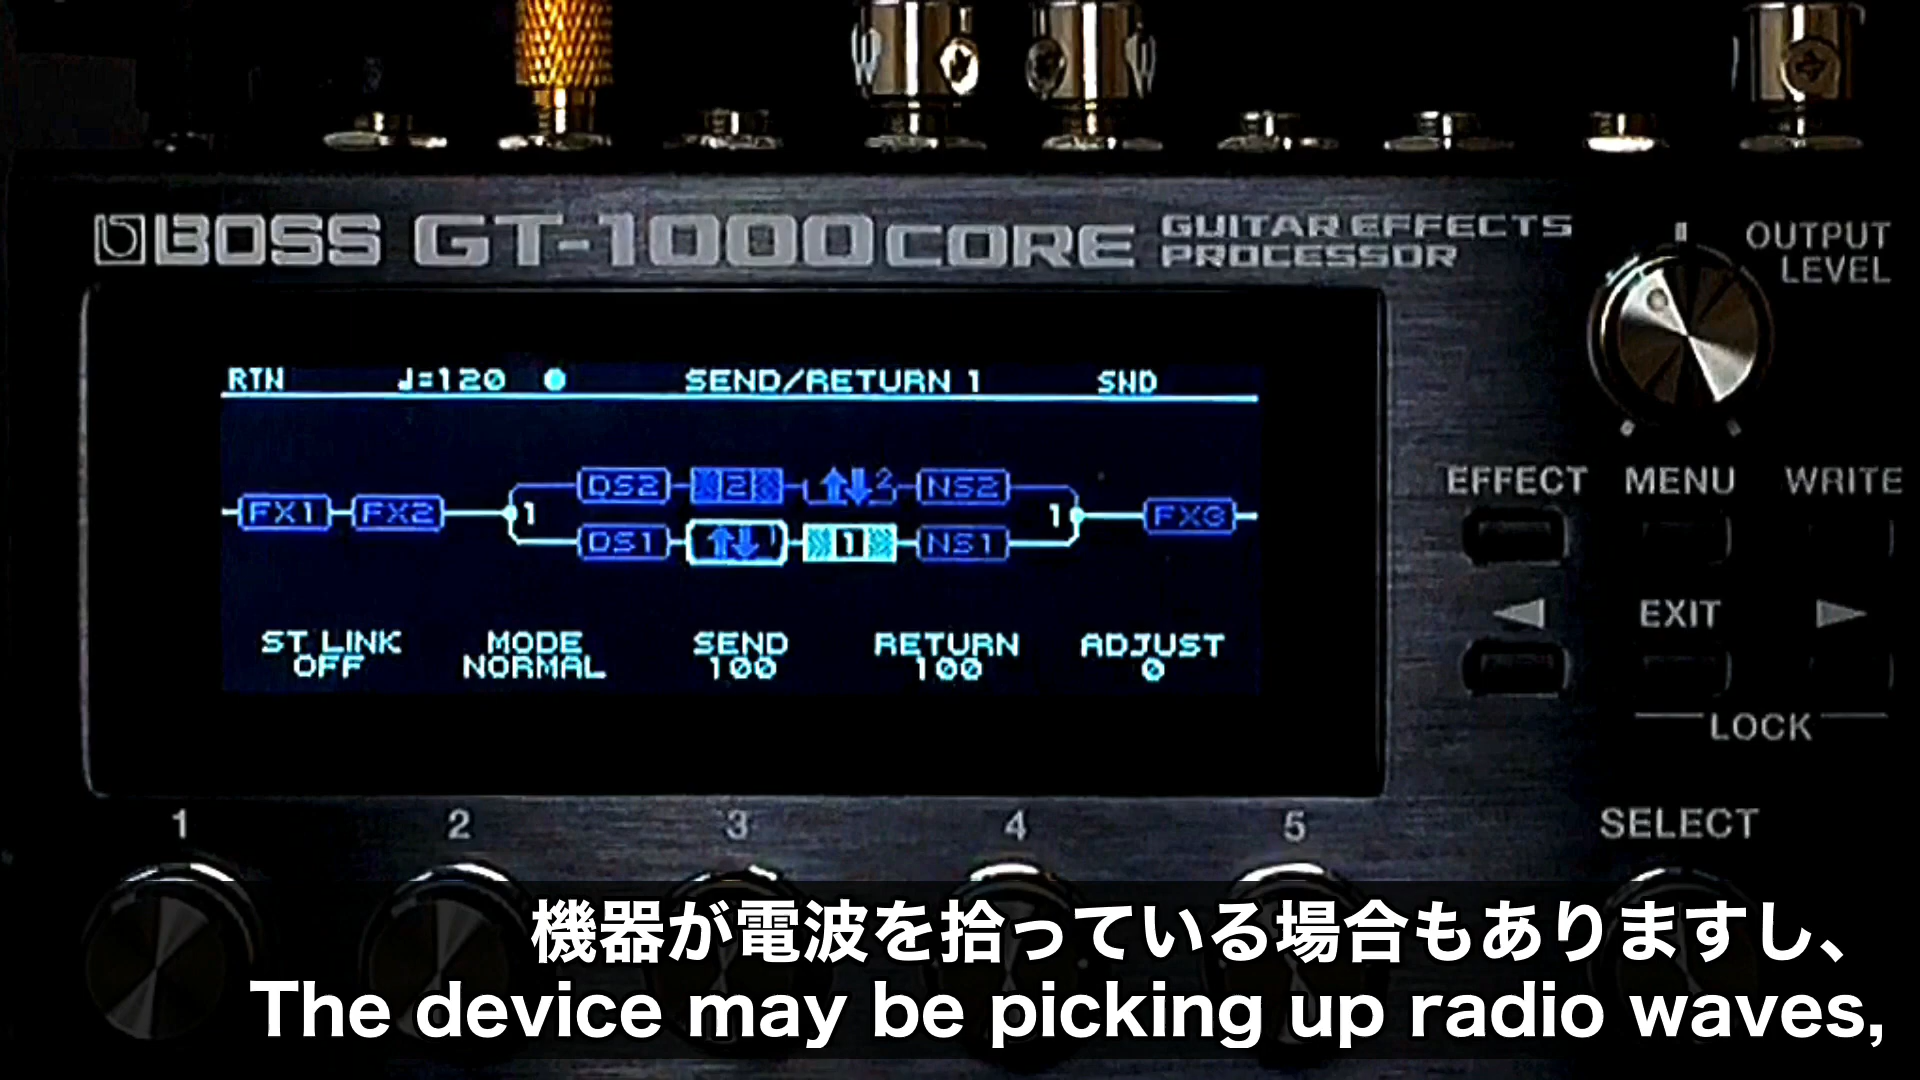 BOSS GT-1000CORE GUITAR EFFECTS
PROCESSOR
OUTPUT
LEVEL
RTN ♩=120 SEND/RETURN 1 SND
DS2 2 2 NS2
FX1 FX2 1 1 FX3
DS1 1 1 NS1
ST LINK MODE SEND RETURN ADJUST
OFF NORMAL 100 100 0
EFFECT MENU WRITE
EXIT
LOCK
1 2 3 4 5 SELECT
機器が電波を拾っている場合もありますし、
The device may be picking up radio waves,